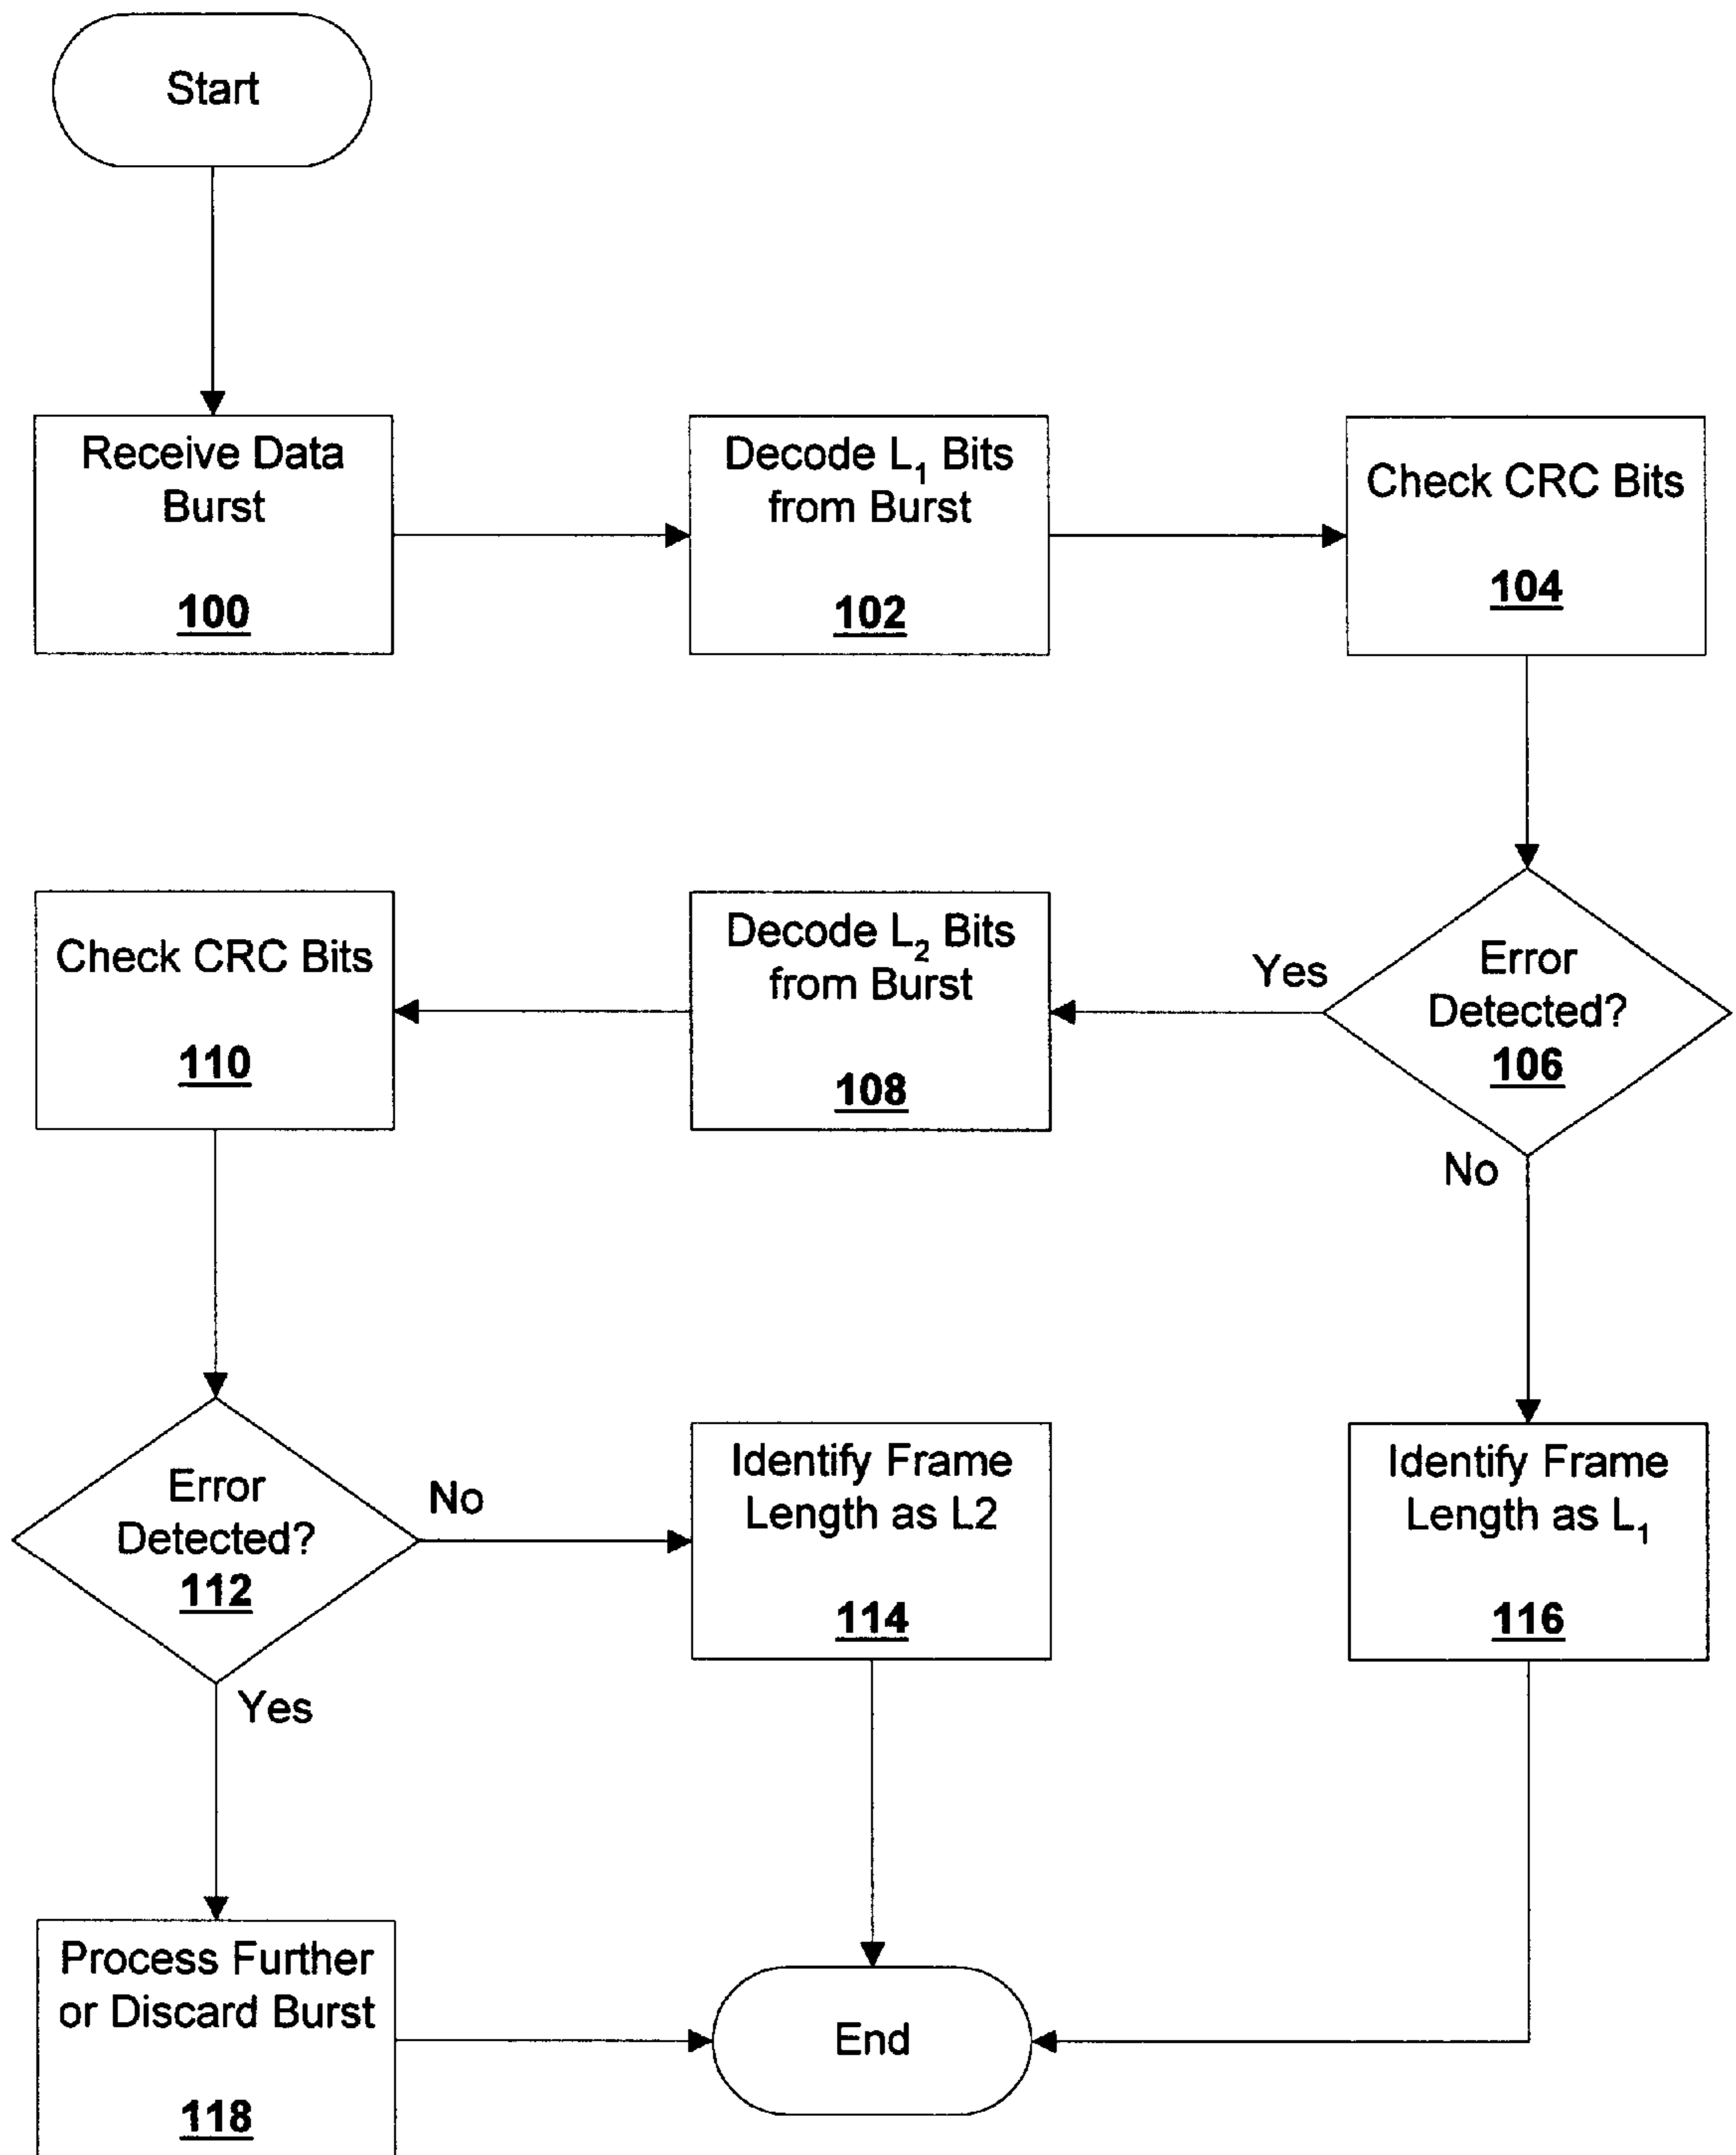 Start
Receive Data
Burst
100
Decode L₁ Bits
from Burst
102
Check CRC Bits
104
Error
Detected?
106
Yes
No
Decode L₂ Bits
from Burst
108
Check CRC Bits
110
Error
Detected?
112
No
Yes
Identify Frame
Length as L2
114
Identify Frame
Length as L₁
116
Process Further
or Discard Burst
118
End